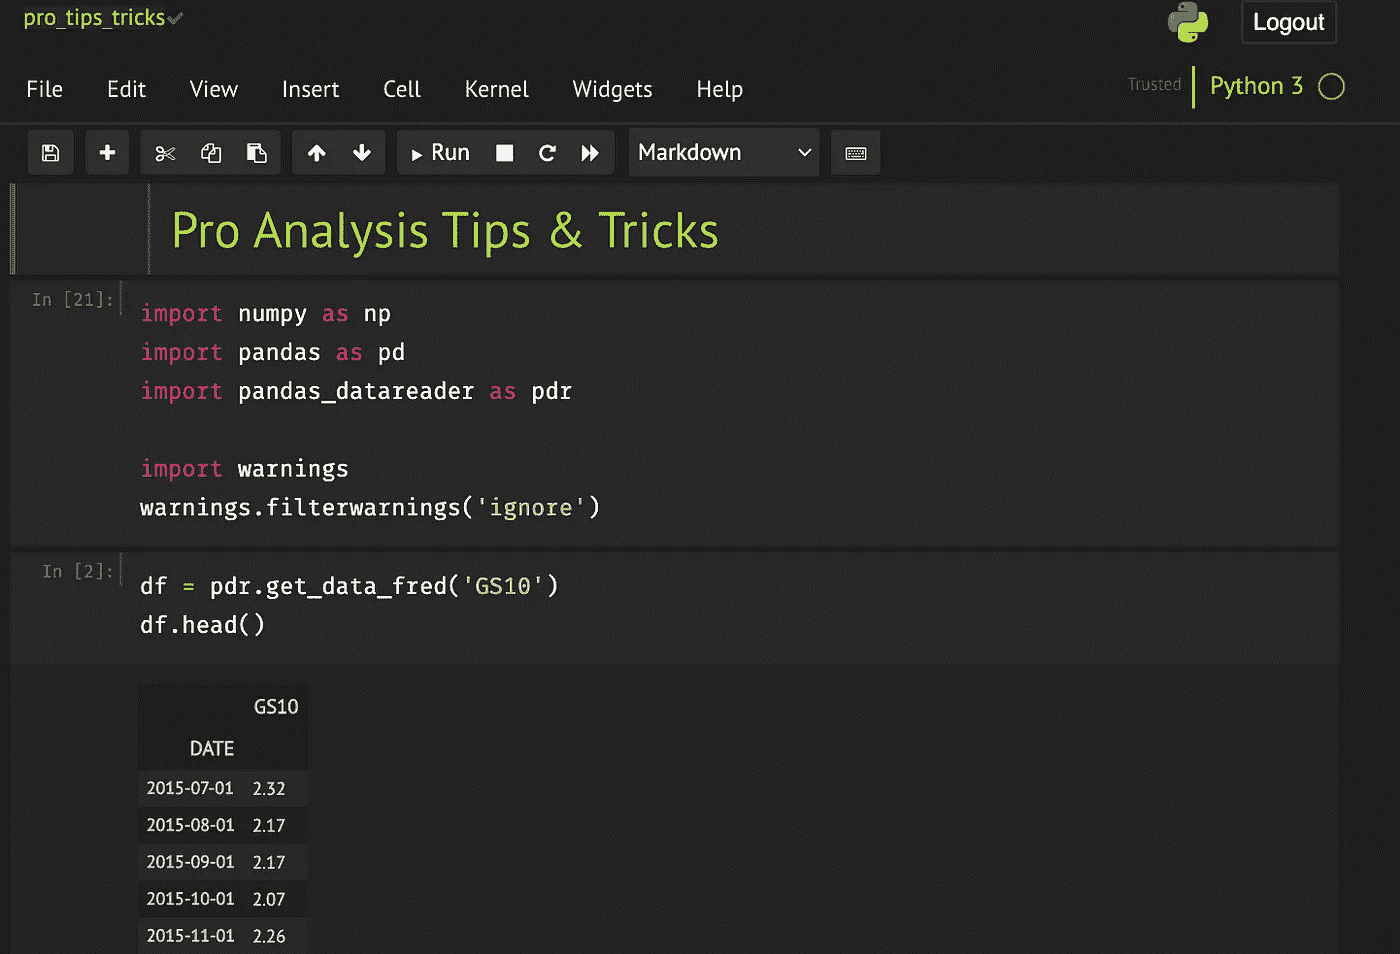 pro_tips_tricks
Logout
File Edit View Insert Cell Kernel Widgets Help
Trusted Python 3
Run Markdown
Pro Analysis Tips & Tricks
In [21]:
import numpy as np
import pandas as pd
import pandas_datareader as pdr
import warnings
warnings.filterwarnings('ignore')
In [2]:
df = pdr.get_data_fred('GS10')
df.head()
GS10
DATE
2015-07-01 2.32
2015-08-01 2.17
2015-09-01 2.17
2015-10-01 2.07
2015-11-01 2.26